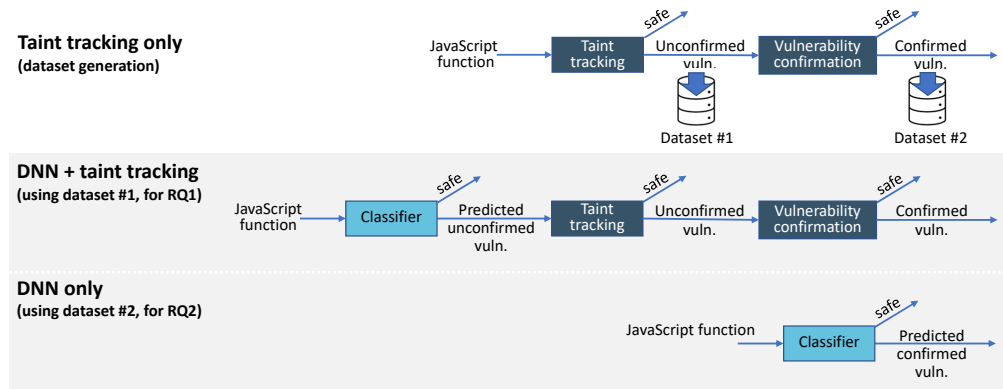 Taint tracking only
(dataset generation)
JavaScript
function
Taint
tracking
safe
Unconfirmed
vuln.
Vulnerability
confirmation
safe
Confirmed
vuln.
Dataset #1
Dataset #2
DNN + taint tracking
(using dataset #1, for RQ1)
JavaScript
function
Classifier
safe
Predicted
unconfirmed
vuln.
Taint
tracking
safe
Unconfirmed
vuln.
Vulnerability
confirmation
safe
Confirmed
vuln.
DNN only
(using dataset #2, for RQ2)
JavaScript function
Classifier
safe
Predicted
confirmed
vuln.